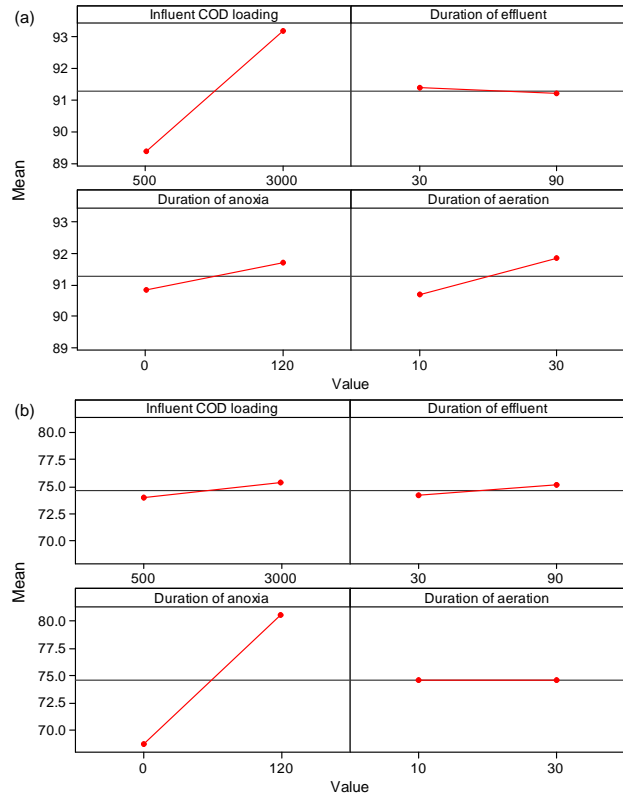 (a)
Influent COD loading Duration of effluent
93
92
91
90
89
500 3000 30 90
Mean
Duration of anoxia Duration of aeration
93
92
91
90
89
0 120 10 30
Value
(b)
Influent COD loading Duration of effluent
80.0
77.5
75.0
72.5
70.0
500 3000 30 90
Mean
Duration of anoxia Duration of aeration
80.0
77.5
75.0
72.5
70.0
0 120 10 30
Value